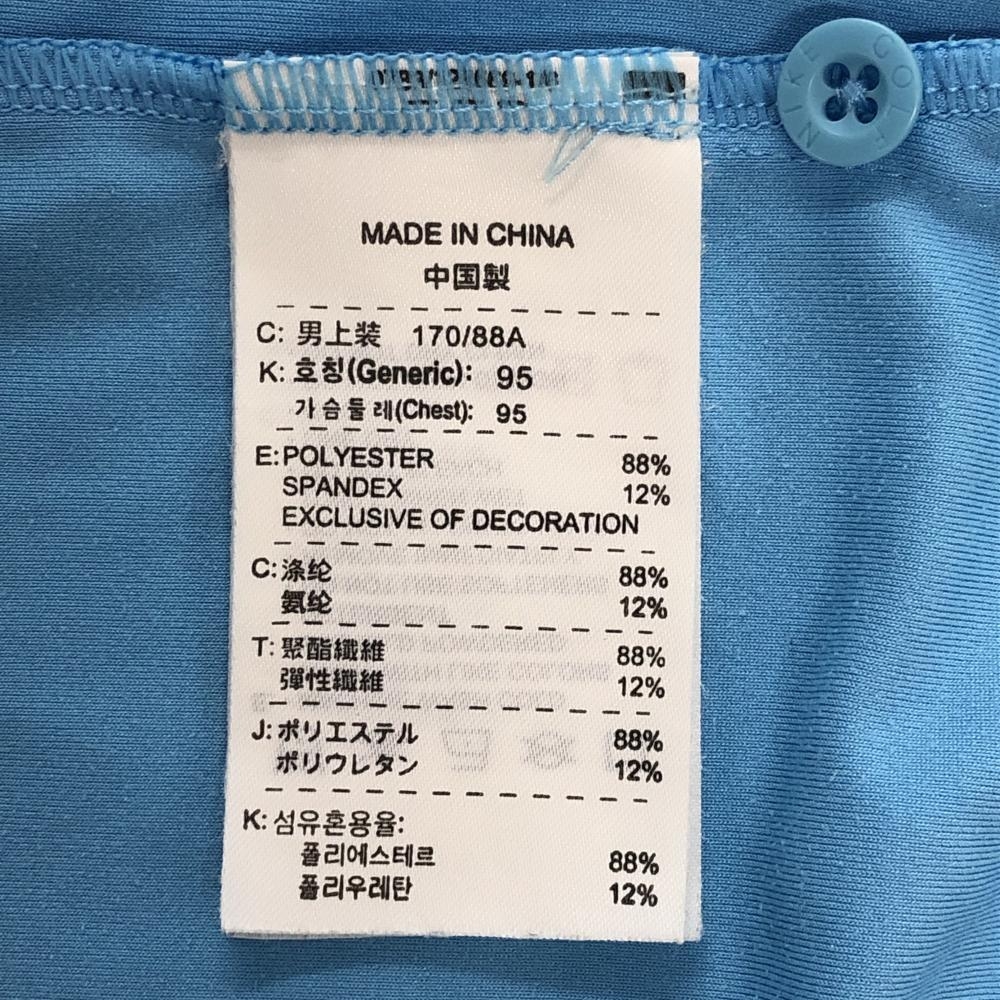 NIKE GOLF
MADE IN CHINA
中国製
C: 男上装 170/88A
K: 호칭(Generic): 95
가슴둘레(Chest): 95
E: POLYESTER 88%
SPANDEX 12%
EXCLUSIVE OF DECORATION
C: 涤纶 88%
氨纶 12%
T: 聚酯纖維 88%
彈性纖維 12%
J: ポリエステル 88%
ポリウレタン 12%
K: 섬유혼용율:
폴리에스테르 88%
폴리우레탄 12%